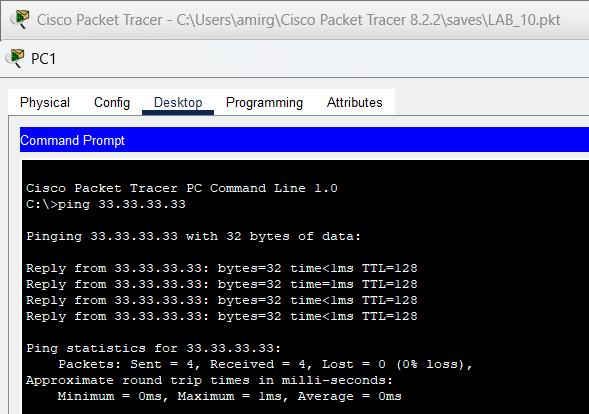 Cisco Packet Tracer - C:\Users\amirg\Cisco Packet Tracer 8.2.2\saves\LAB_10.pkt
PC1
Physical Config Desktop Programming Attributes
Command Prompt
Cisco Packet Tracer PC Command Line 1.0
C:\>ping 33.33.33.33
Pinging 33.33.33.33 with 32 bytes of data:
Reply from 33.33.33.33: bytes=32 time<1ms TTL=128
Reply from 33.33.33.33: bytes=32 time=1ms TTL=128
Reply from 33.33.33.33: bytes=32 time<1ms TTL=128
Reply from 33.33.33.33: bytes=32 time<1ms TTL=128
Ping statistics for 33.33.33.33:
Packets: Sent = 4, Received = 4, Lost = 0 (0% loss),
Approximate round trip times in milli-seconds:
Minimum = 0ms, Maximum = 1ms, Average = 0ms